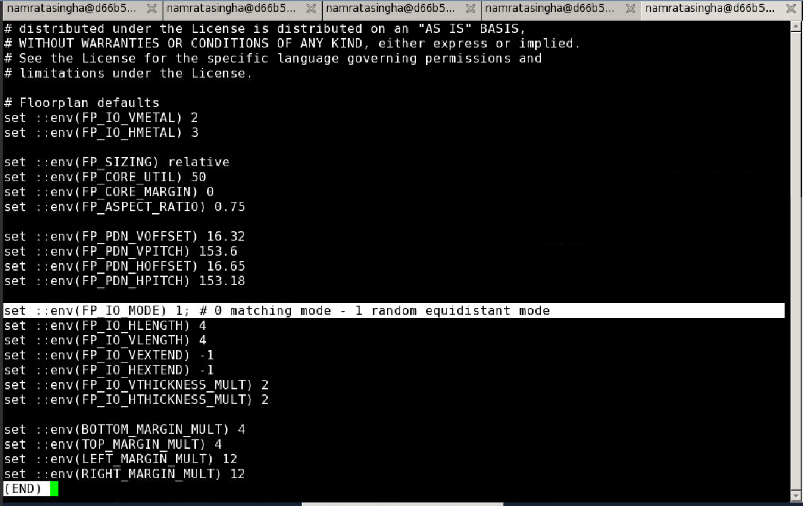 namratasingha@d66b5... namratasingha@d66b5... namratasingha@d66b5... namratasingha@d66b5... namratasingha@d66b5...
# distributed under the License is distributed on an "AS IS" BASIS,
# WITHOUT WARRANTIES OR CONDITIONS OF ANY KIND, either express or implied.
# See the License for the specific language governing permissions and
# limitations under the License.
# Floorplan defaults
set ::env(FP_IO_VMETAL) 2
set ::env(FP_IO_HMETAL) 3
set ::env(FP_SIZING) relative
set ::env(FP_CORE_UTIL) 50
set ::env(FP_CORE_MARGIN) 0
set ::env(FP_ASPECT_RATIO) 0.75
set ::env(FP_PDN_VOFFSET) 16.32
set ::env(FP_PDN_VPITCH) 153.6
set ::env(FP_PDN_HOFFSET) 16.65
set ::env(FP_PDN_HPITCH) 153.18
set ::env(FP_IO_MODE) 1; # 0 matching mode - 1 random equidistant mode
set ::env(FP_IO_HLENGTH) 4
set ::env(FP_IO_VLENGTH) 4
set ::env(FP_IO_VEXTEND) -1
set ::env(FP_IO_HEXTEND) -1
set ::env(FP_IO_VTHICKNESS_MULT) 2
set ::env(FP_IO_HTHICKNESS_MULT) 2
set ::env(BOTTOM_MARGIN_MULT) 4
set ::env(TOP_MARGIN_MULT) 4
set ::env(LEFT_MARGIN_MULT) 12
set ::env(RIGHT_MARGIN_MULT) 12
(END)